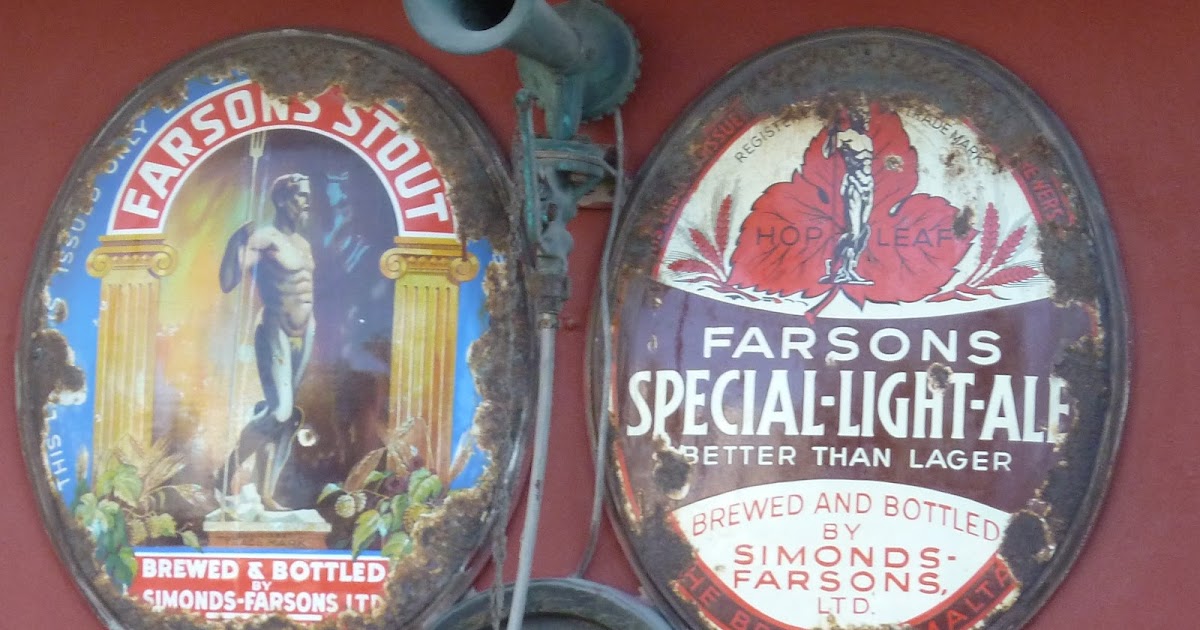 FARSONS STOUT
THIS ISSUED ONLY
BREWED & BOTTLED
BY
SIMONDS-FARSONS LTD
REGISTERED TRADE MARK
HOP LEAF
FARSONS
SPECIAL-LIGHT-ALE
BETTER THAN LAGER
BREWED AND BOTTLED
BY
SIMONDS-
FARSONS,
LTD.
MALTA